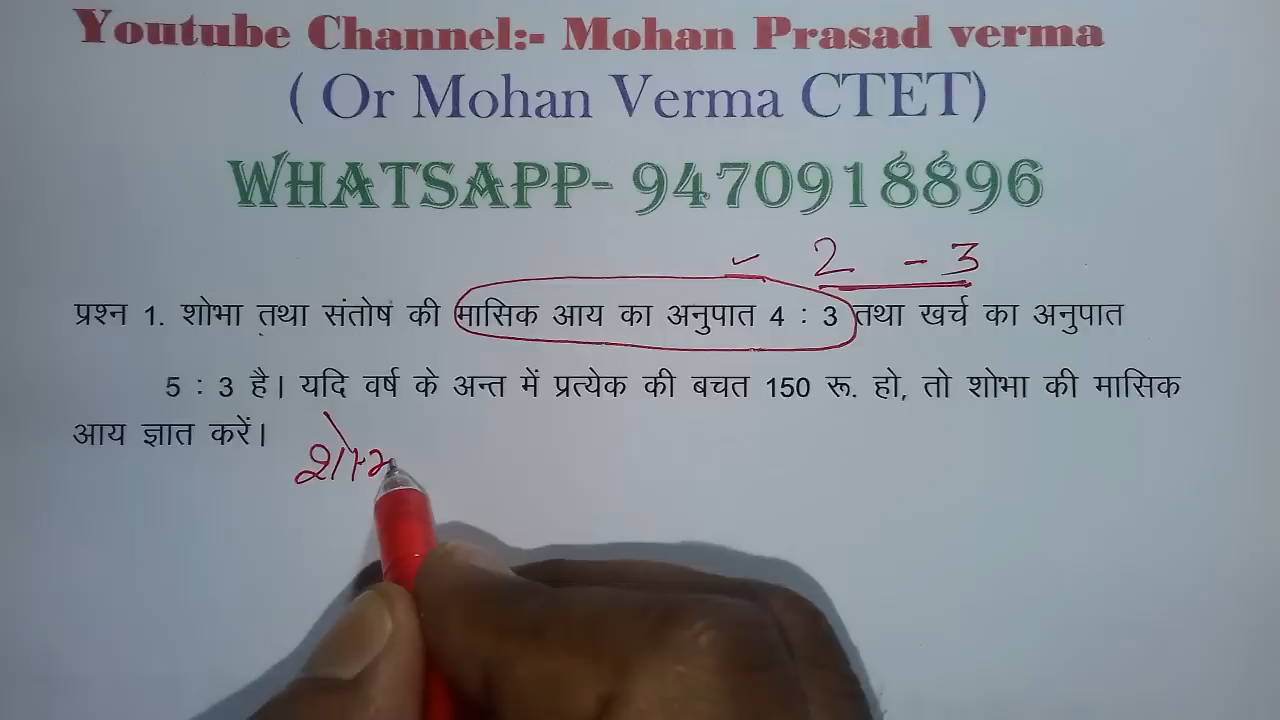 Youtube Channel:- Mohan Prasad verma
( Or Mohan Verma CTET)
WHATSAPP- 9470918896
2 - 3
प्रश्न 1. शोभा तथा संतोष की मासिक आय का अनुपात 4 : 3 तथा खर्च का अनुपात
5 : 3 है। यदि वर्ष के अन्त में प्रत्येक की बचत 150 रू. हो, तो शोभा की मासिक
आय ज्ञात करें।